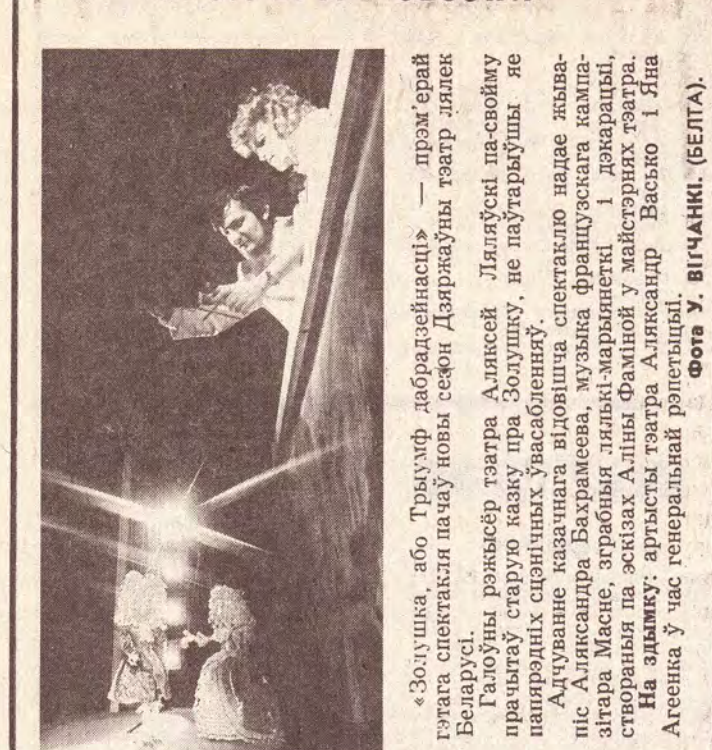 «Золушка, або Трыумф дабрадзейнасці» — прэм'ерай
гэтага спектакля пачаў новы сезон Дзяржаўны тэатр лялек
Беларусі.
Галоўны рэжысёр тэатра Аляксей Ляляўскі па-свойму
прачытаў старую казку пра Золушку, не паўтарыўшы яе
папярэдніх сцэнічных ўвасабленняў.
Адчуванне казачнага відовішча спектаклю надае жыва-
піс Аляксандра Вахрамеева, музыка французскага кампа-
зітара Масне, зграбныя лялькі-марыянеткі і дэкарацыі,
створаныя па эскізах Аліны Фаміной у майстэрнях тэатра.
На здымку: артысты тэатра Аляксандр Васько і Яна
Агеенка ў час генеральнай рэпетыцыі.
Фота У. ВІТЧАНКІ. (БЕЛТА).